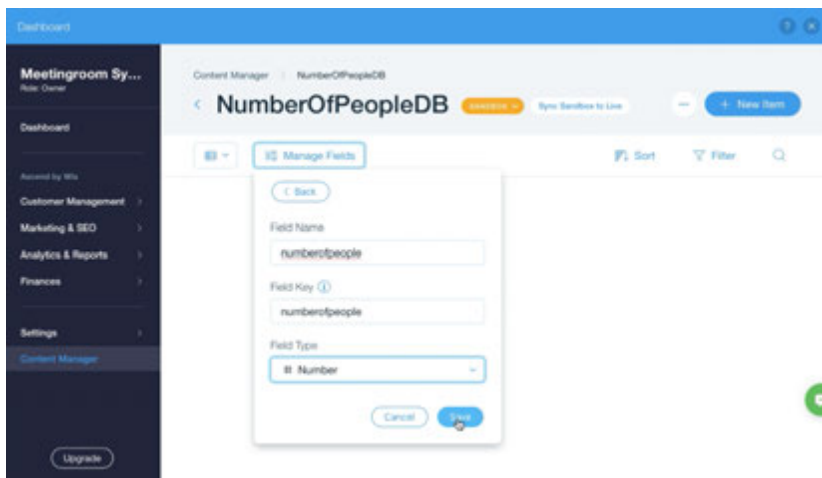 Dashboard
Meetingroom Sy...
Role: Owner
Dashboard
Ascend by Wix
Customer Management
Marketing & SEO
Analytics & Reports
Finances
Settings
Content Manager
Upgrade
Content Manager | NumberOfPeopleDB
NumberOfPeopleDB SANDBOX Sync Sandbox to Live ... + New Item
Manage Fields Sort Filter
Back
Field Name
numberofpeople
Field Key
numberofpeople
Field Type
# Number
Cancel Save